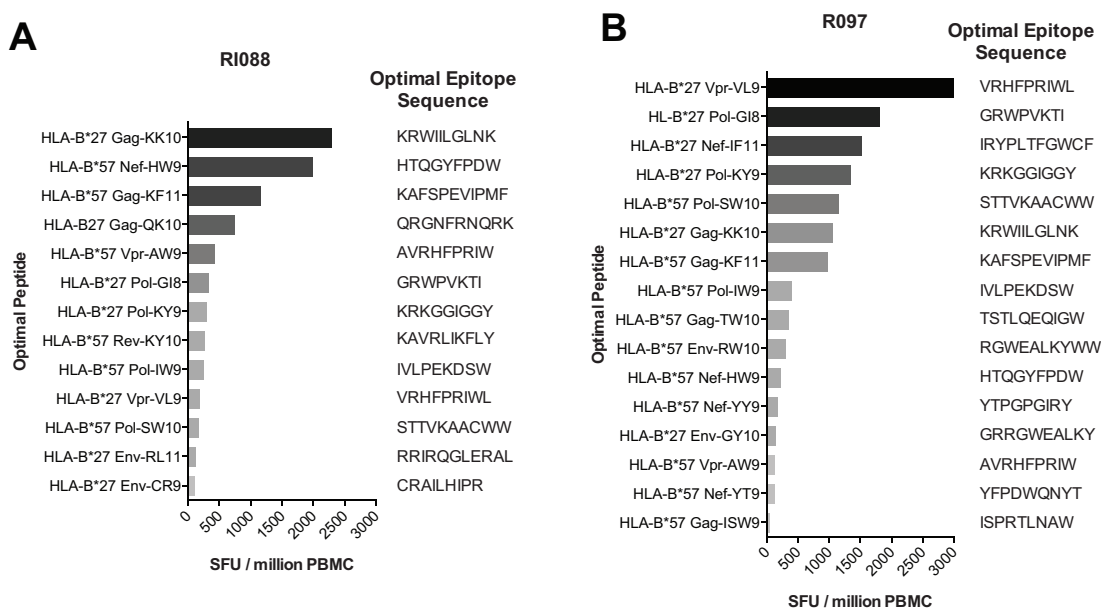 A
RI088
Optimal Epitope
Sequence
Optimal Peptide
HLA-B*27 Gag-KK10 KRWIILGLNK
HLA-B*57 Nef-HW9 HTQGYFPDW
HLA-B*57 Gag-KF11 KAFSPEVIPMF
HLA-B27 Gag-QK10 QRGNFRNQRK
HLA-B*57 Vpr-AW9 AVRHFPRIW
HLA-B*27 Pol-GI8 GRWPVKTI
HLA-B*27 Pol-KY9 KRKGGIGGY
HLA-B*57 Rev-KY10 KAVRLIKFLY
HLA-B*57 Pol-IW9 IVLPEKDSW
HLA-B*27 Vpr-VL9 VRHFPRIWL
HLA-B*57 Pol-SW10 STTVKAACWW
HLA-B*27 Env-RL11 RRIRQGLERAL
HLA-B*27 Env-CR9 CRAILHIPR
0 500 1000 1500 2000 2500 3000
SFU / million PBMC
B
R097
Optimal Epitope
Sequence
Optimal Peptide
HLA-B*27 Vpr-VL9 VRHFPRIWL
HL-B*27 Pol-GI8 GRWPVKTI
HLA-B*27 Nef-IF11 IRYPLTFGWCF
HLA-B*27 Pol-KY9 KRKGGIGGY
HLA-B*57 Pol-SW10 STTVKAACWW
HLA-B*27 Gag-KK10 KRWIILGLNK
HLA-B*57 Gag-KF11 KAFSPEVIPMF
HLA-B*57 Pol-IW9 IVLPEKDSW
HLA-B*57 Gag-TW10 TSTLQEQIGW
HLA-B*57 Env-RW10 RGWEALKYWW
HLA-B*57 Nef-HW9 HTQGYFPDW
HLA-B*57 Nef-YY9 YTPGPGIRY
HLA-B*27 Env-GY10 GRRGWEALKY
HLA-B*57 Vpr-AW9 AVRHFPRIW
HLA-B*57 Nef-YT9 YFPDWQNYT
HLA-B*57 Gag-ISW9 ISPRTLNAW
0 500 1000 1500 2000 2500 3000
SFU / million PBMC